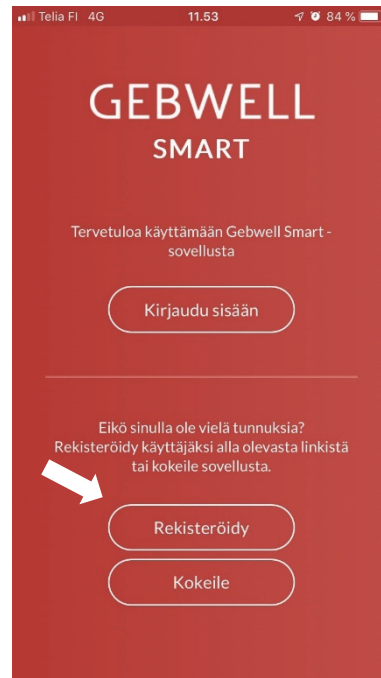 Telia FI 4G 11.53 84 %
GEBWELL
SMART
Tervetuloa käyttämään Gebwell Smart -
sovellusta
Kirjaudu sisään
Eikö sinulla ole vielä tunnuksia?
Rekisteröidy käyttäjäksi alla olevasta linkistä
tai kokeile sovellusta.
Rekisteröidy
Kokeile